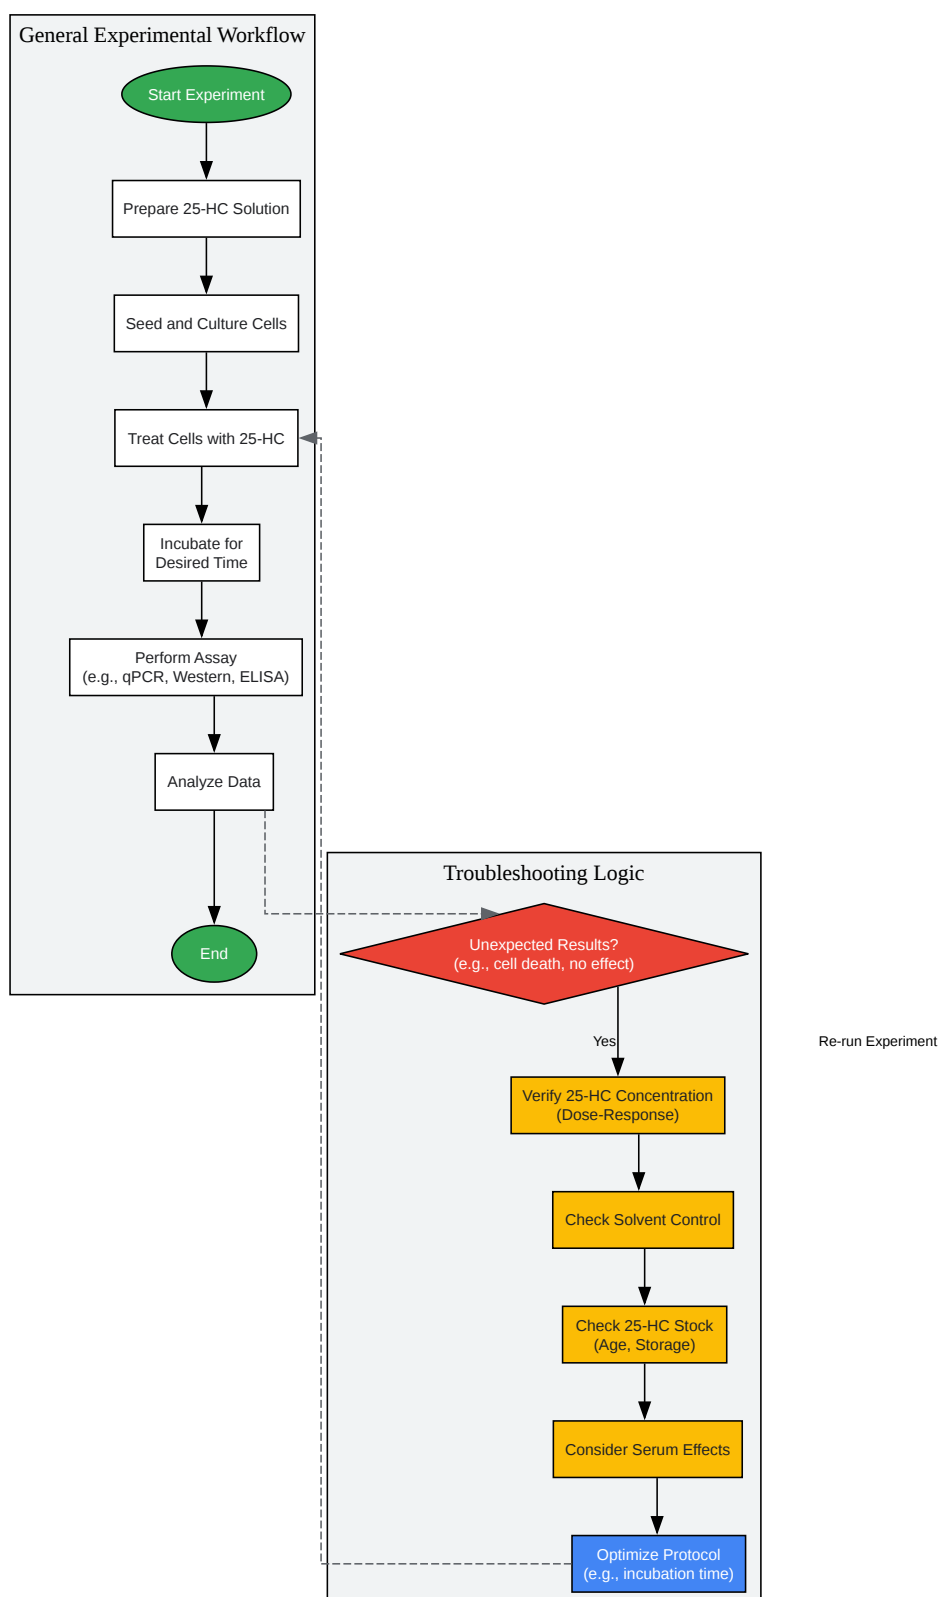 General Experimental Workflow
Start Experiment
Prepare 25-HC Solution
Seed and Culture Cells
Treat Cells with 25-HC
Incubate for
Desired Time
Perform Assay
(e.g., qPCR, Western, ELISA)
Analyze Data
End
Troubleshooting Logic
Unexpected Results?
(e.g., cell death, no effect)
Yes
Re-run Experiment
Verify 25-HC Concentration
(Dose-Response)
Check Solvent Control
Check 25-HC Stock
(Age, Storage)
Consider Serum Effects
Optimize Protocol
(e.g., incubation time)